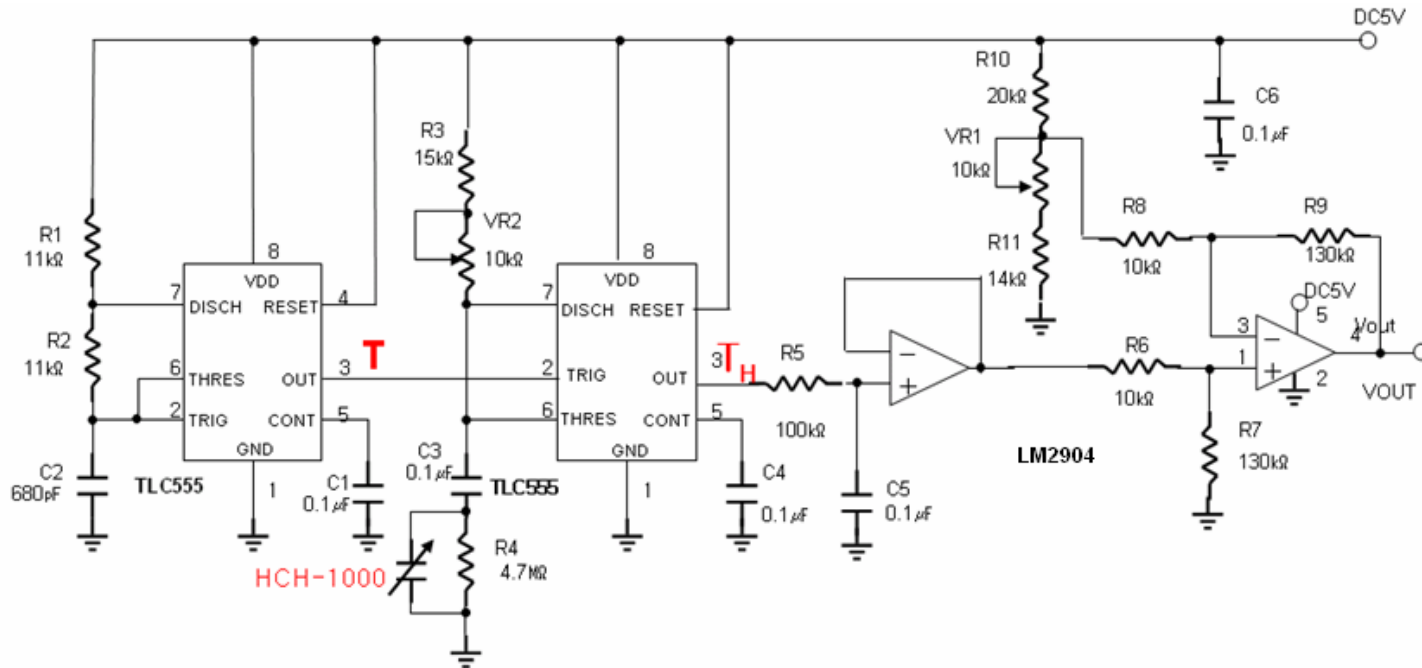 DC5V
R10
20kΩ
C6
0.1㎌
R3
15kΩ
VR1
10kΩ
VR2
10kΩ
R8
10kΩ
R9
130kΩ
R1
11kΩ
8
VDD
7
DISCH
RESET
4
8
VDD
7
DISCH
RESET
R11
14kΩ
DC5V
5
Vout
4
R2
11kΩ
T
6
THRES
OUT
3
2
TRIG
T H
3
OUT
R5
100kΩ
−
+
R6
10kΩ
3
−
1
+
2
VOUT
2
TRIG
CONT
5
6
THRES
CONT
5
GND
GND
R7
130kΩ
LM2904
C2
680pF
TLC555
1
C1
0.1㎌
C3
0.1㎌
TLC555
1
C4
0.1㎌
C5
0.1㎌
HCH-1000
R4
4.7MΩ